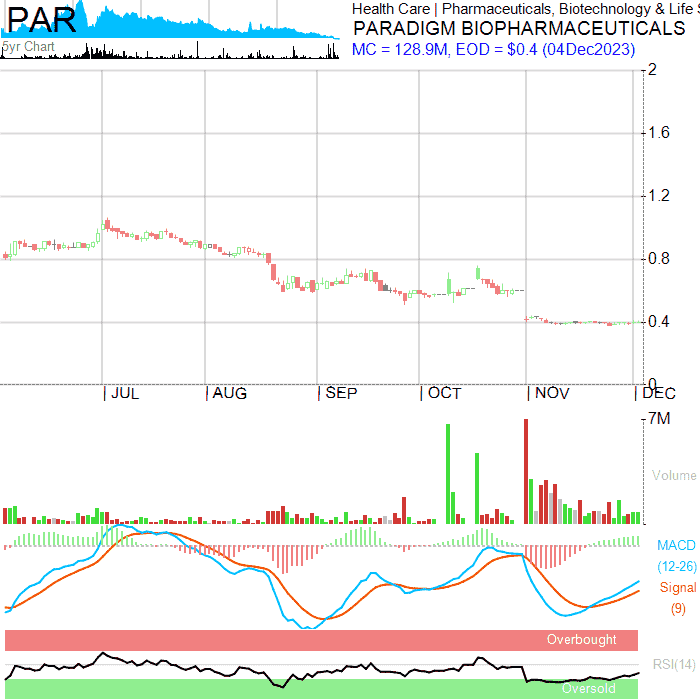 PAR
Health Care | Pharmaceuticals, Biotechnology & Life S
PARADIGM BIOPHARMACEUTICALS
5yr Chart
MC = 128.9M, EOD = $0.4 (04Dec2023)
2
1.6
1.2
0.8
0.4
0
JUL
AUG
SEP
OCT
NOV
DEC
7M
Volume
MACD
(12-26)
Signal
(9)
Overbought
RSI(14)
Oversold